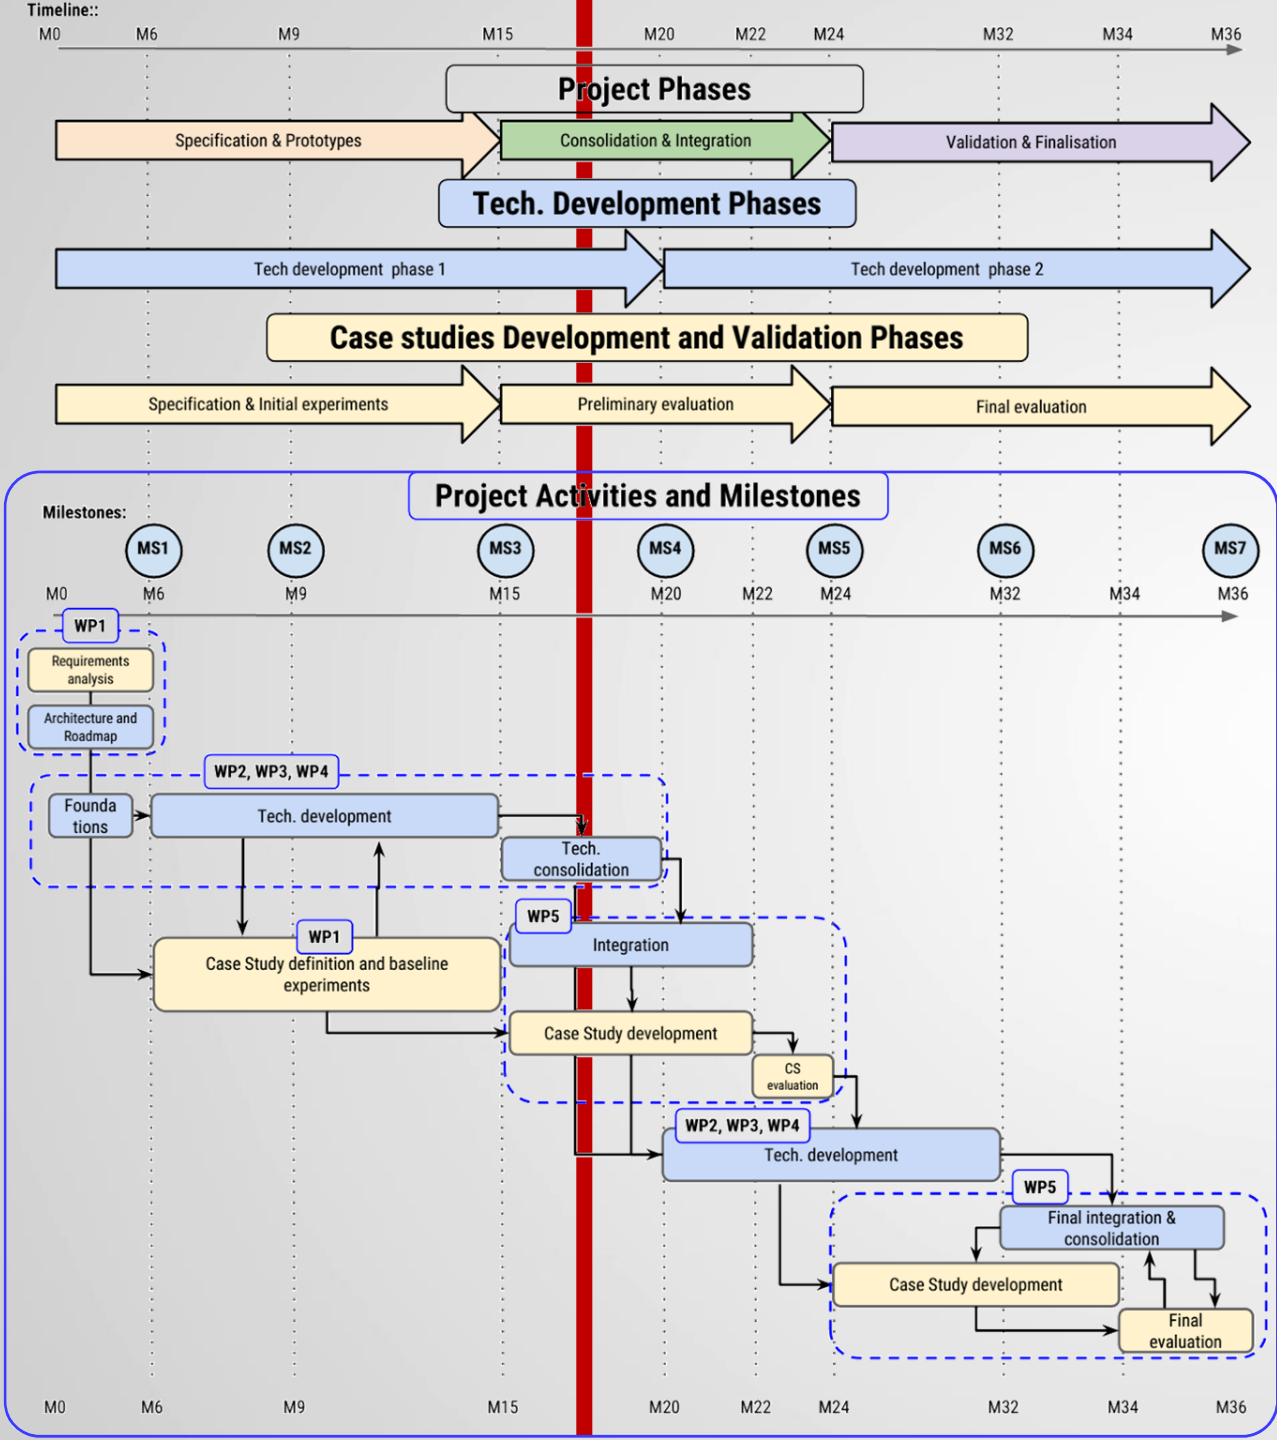 Timeline::
M0 M6 M9 M15 M20 M22 M24 M32 M34 M36
Project Phases
Specification & Prototypes
Consolidation & Integration
Validation & Finalisation
Tech. Development Phases
Tech development phase 1
Tech development phase 2
Case studies Development and Validation Phases
Specification & Initial experiments
Preliminary evaluation
Final evaluation
Project Activities and Milestones
Milestones:
MS1 MS2 MS3 MS4 MS5 MS6 MS7
M0 M6 M9 M15 M20 M22 M24 M32 M34 M36
WP1
Requirements
analysis
Architecture and
Roadmap
WP2, WP3, WP4
Founda
tions
Tech. development
Tech.
consolidation
WP5
Integration
WP1
Case Study definition and baseline
experiments
Case Study development
CS
evaluation
WP2, WP3, WP4
Tech. development
WP5
Final integration &
consolidation
Case Study development
Final
evaluation
M0 M6 M9 M15 M20 M22 M24 M32 M34 M36